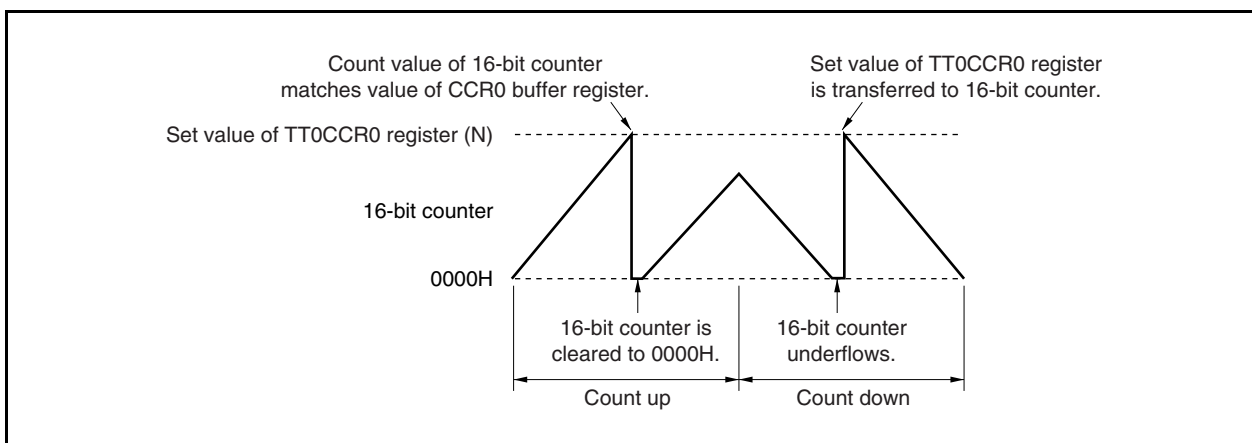 Count value of 16-bit counter
matches value of CCR0 buffer register.
Set value of TT0CCR0 register
is transferred to 16-bit counter.
Set value of TT0CCR0 register (N)
16-bit counter
0000H
16-bit counter is
cleared to 0000H.
16-bit counter
underflows.
Count up
Count down